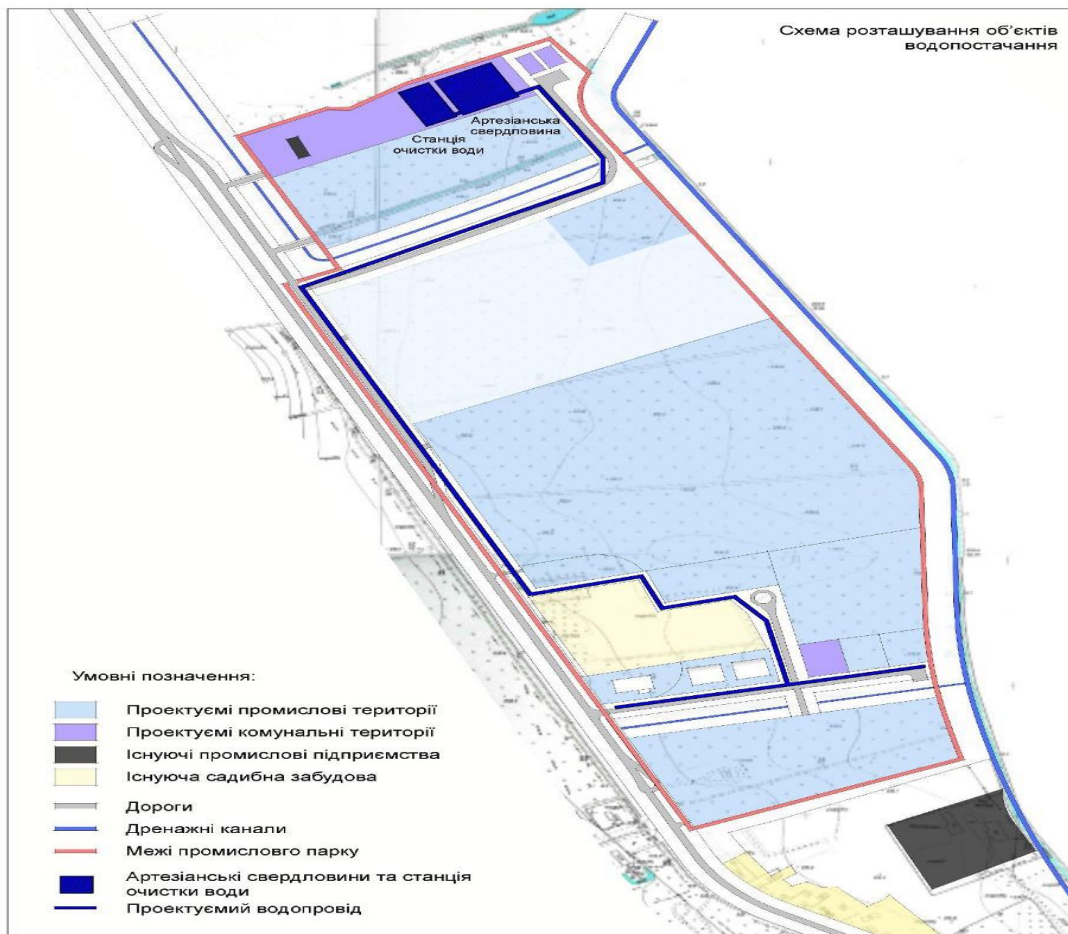 Схема розташування об'єктів
водопостачання
Артезіанська
свердловина
Станція
очистки води
Умовні позначення:
Проектуємі промислові території
Проектуємі комунальні території
Існуючі промислові підприємства
Існуюча садибна забудова
Дороги
Дренажні канали
Межі промислвго парку
Артезіанські свердловини та станція
очистки води
Проектуємий водопровід